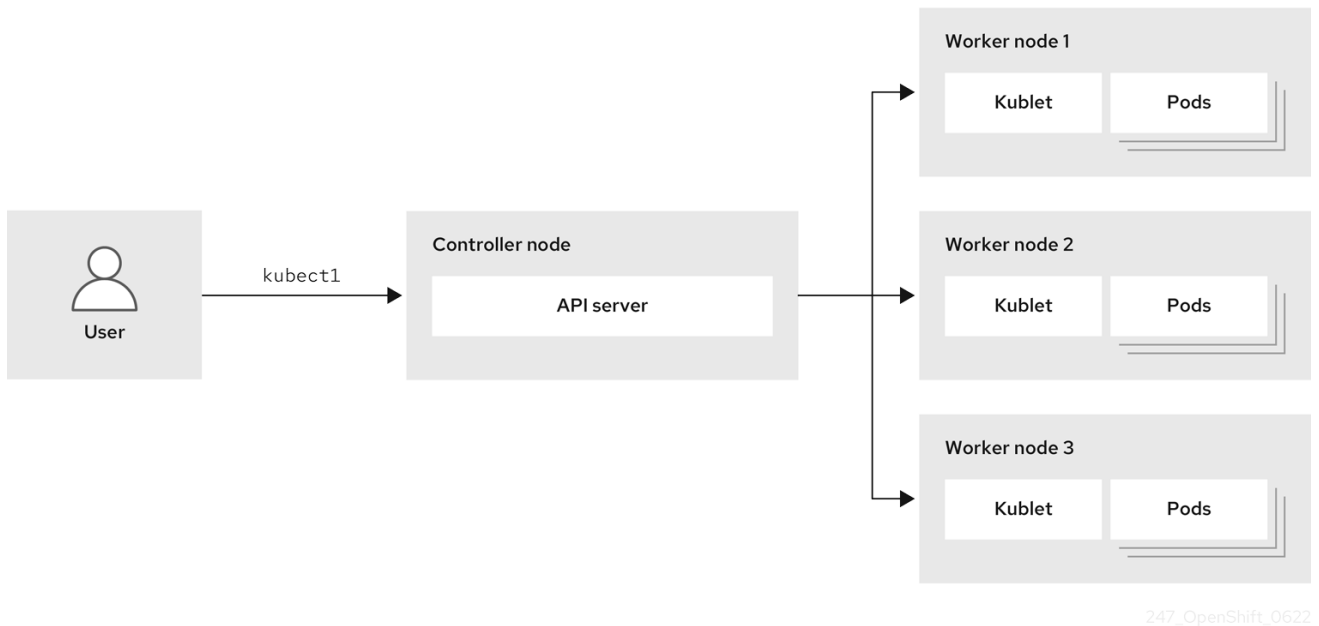 Worker node 1
Kublet
Pods
User
kubect1
Controller node
API server
Worker node 2
Kublet
Pods
Worker node 3
Kublet
Pods
247_OpenShift_0622